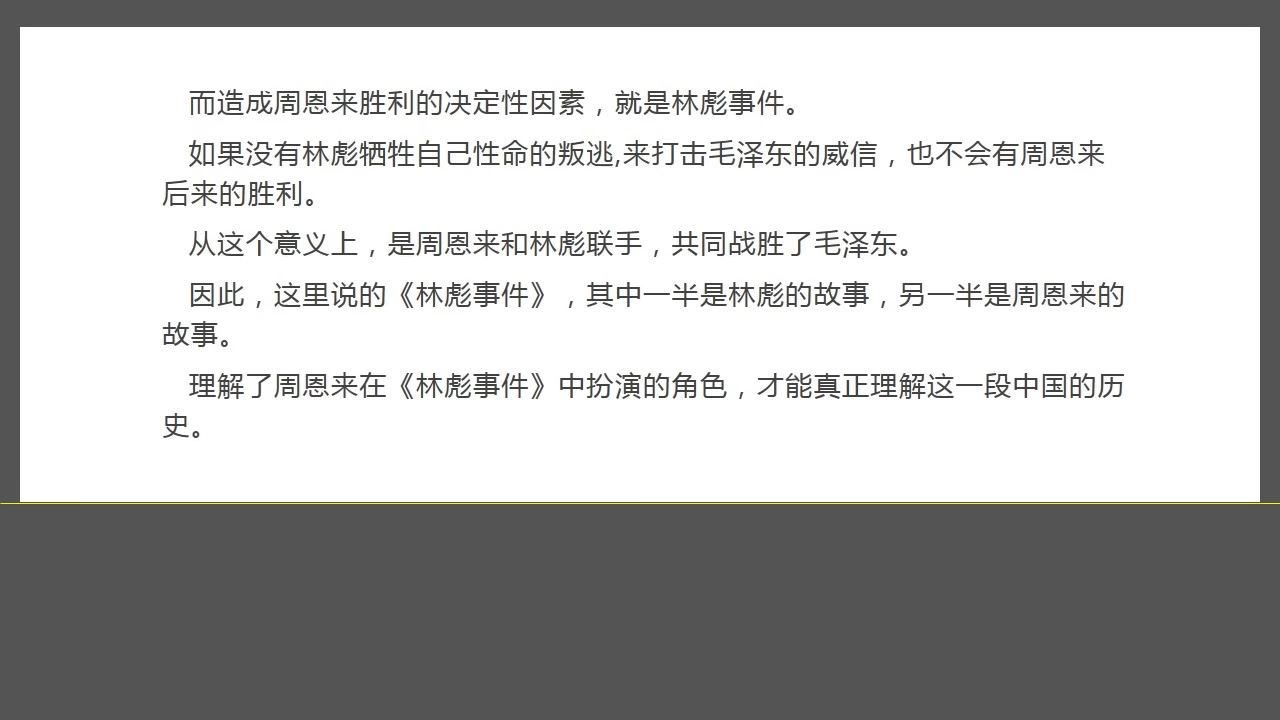 而造成周恩来胜利的决定性因素，就是林彪事件。
如果没有林彪牺牲自己性命的叛逃,来打击毛泽东的威信，也不会有周恩来
后来的胜利。
从这个意义上，是周恩来和林彪联手，共同战胜了毛泽东。
因此，这里说的《林彪事件》，其中一半是林彪的故事，另一半是周恩来的
故事。
理解了周恩来在《林彪事件》中扮演的角色，才能真正理解这一段中国的历
史。